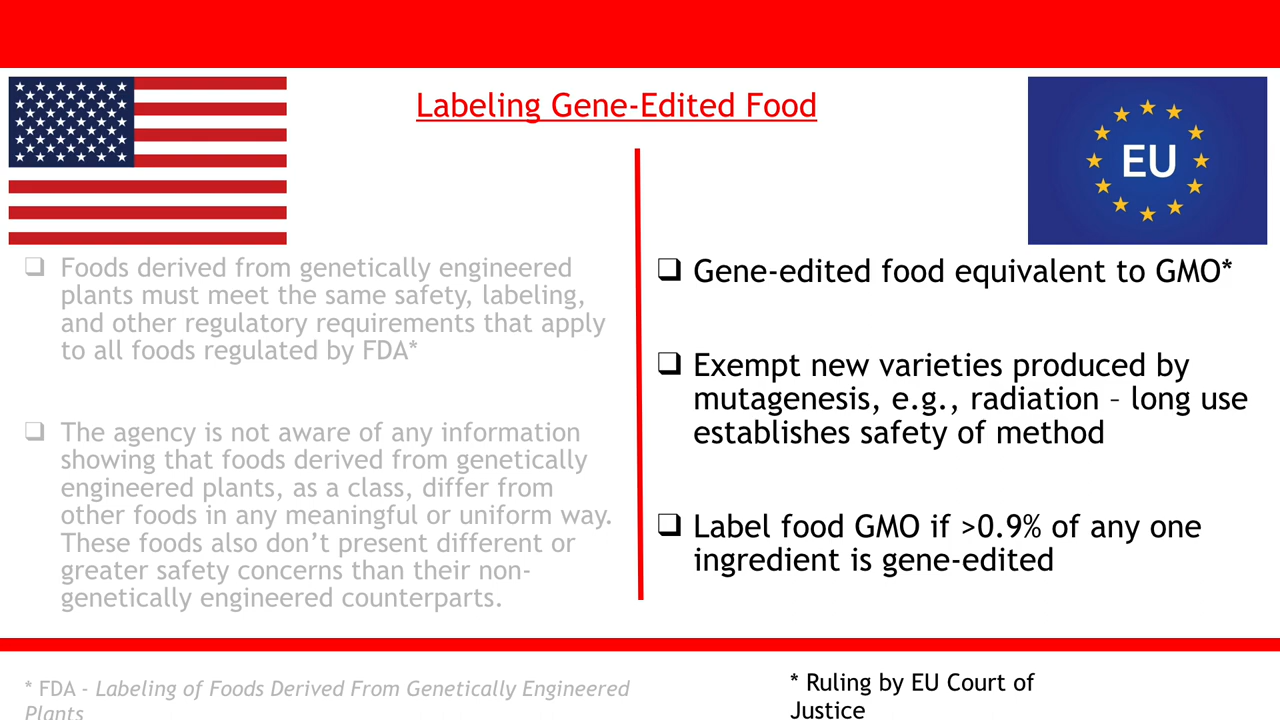 Labeling Gene-Edited Food
EU
❑ Foods derived from genetically engineered
plants must meet the same safety, labeling,
and other regulatory requirements that apply
to all foods regulated by FDA*
❑ The agency is not aware of any information
showing that foods derived from genetically
engineered plants, as a class, differ from
other foods in any meaningful or uniform way.
These foods also don’t present different or
greater safety concerns than their non-
genetically engineered counterparts.
❑ Gene-edited food equivalent to GMO*
❑ Exempt new varieties produced by
mutagenesis, e.g., radiation – long use
establishes safety of method
❑ Label food GMO if >0.9% of any one
ingredient is gene-edited
* FDA - Labeling of Foods Derived From Genetically Engineered
Plants
* Ruling by EU Court of
Justice